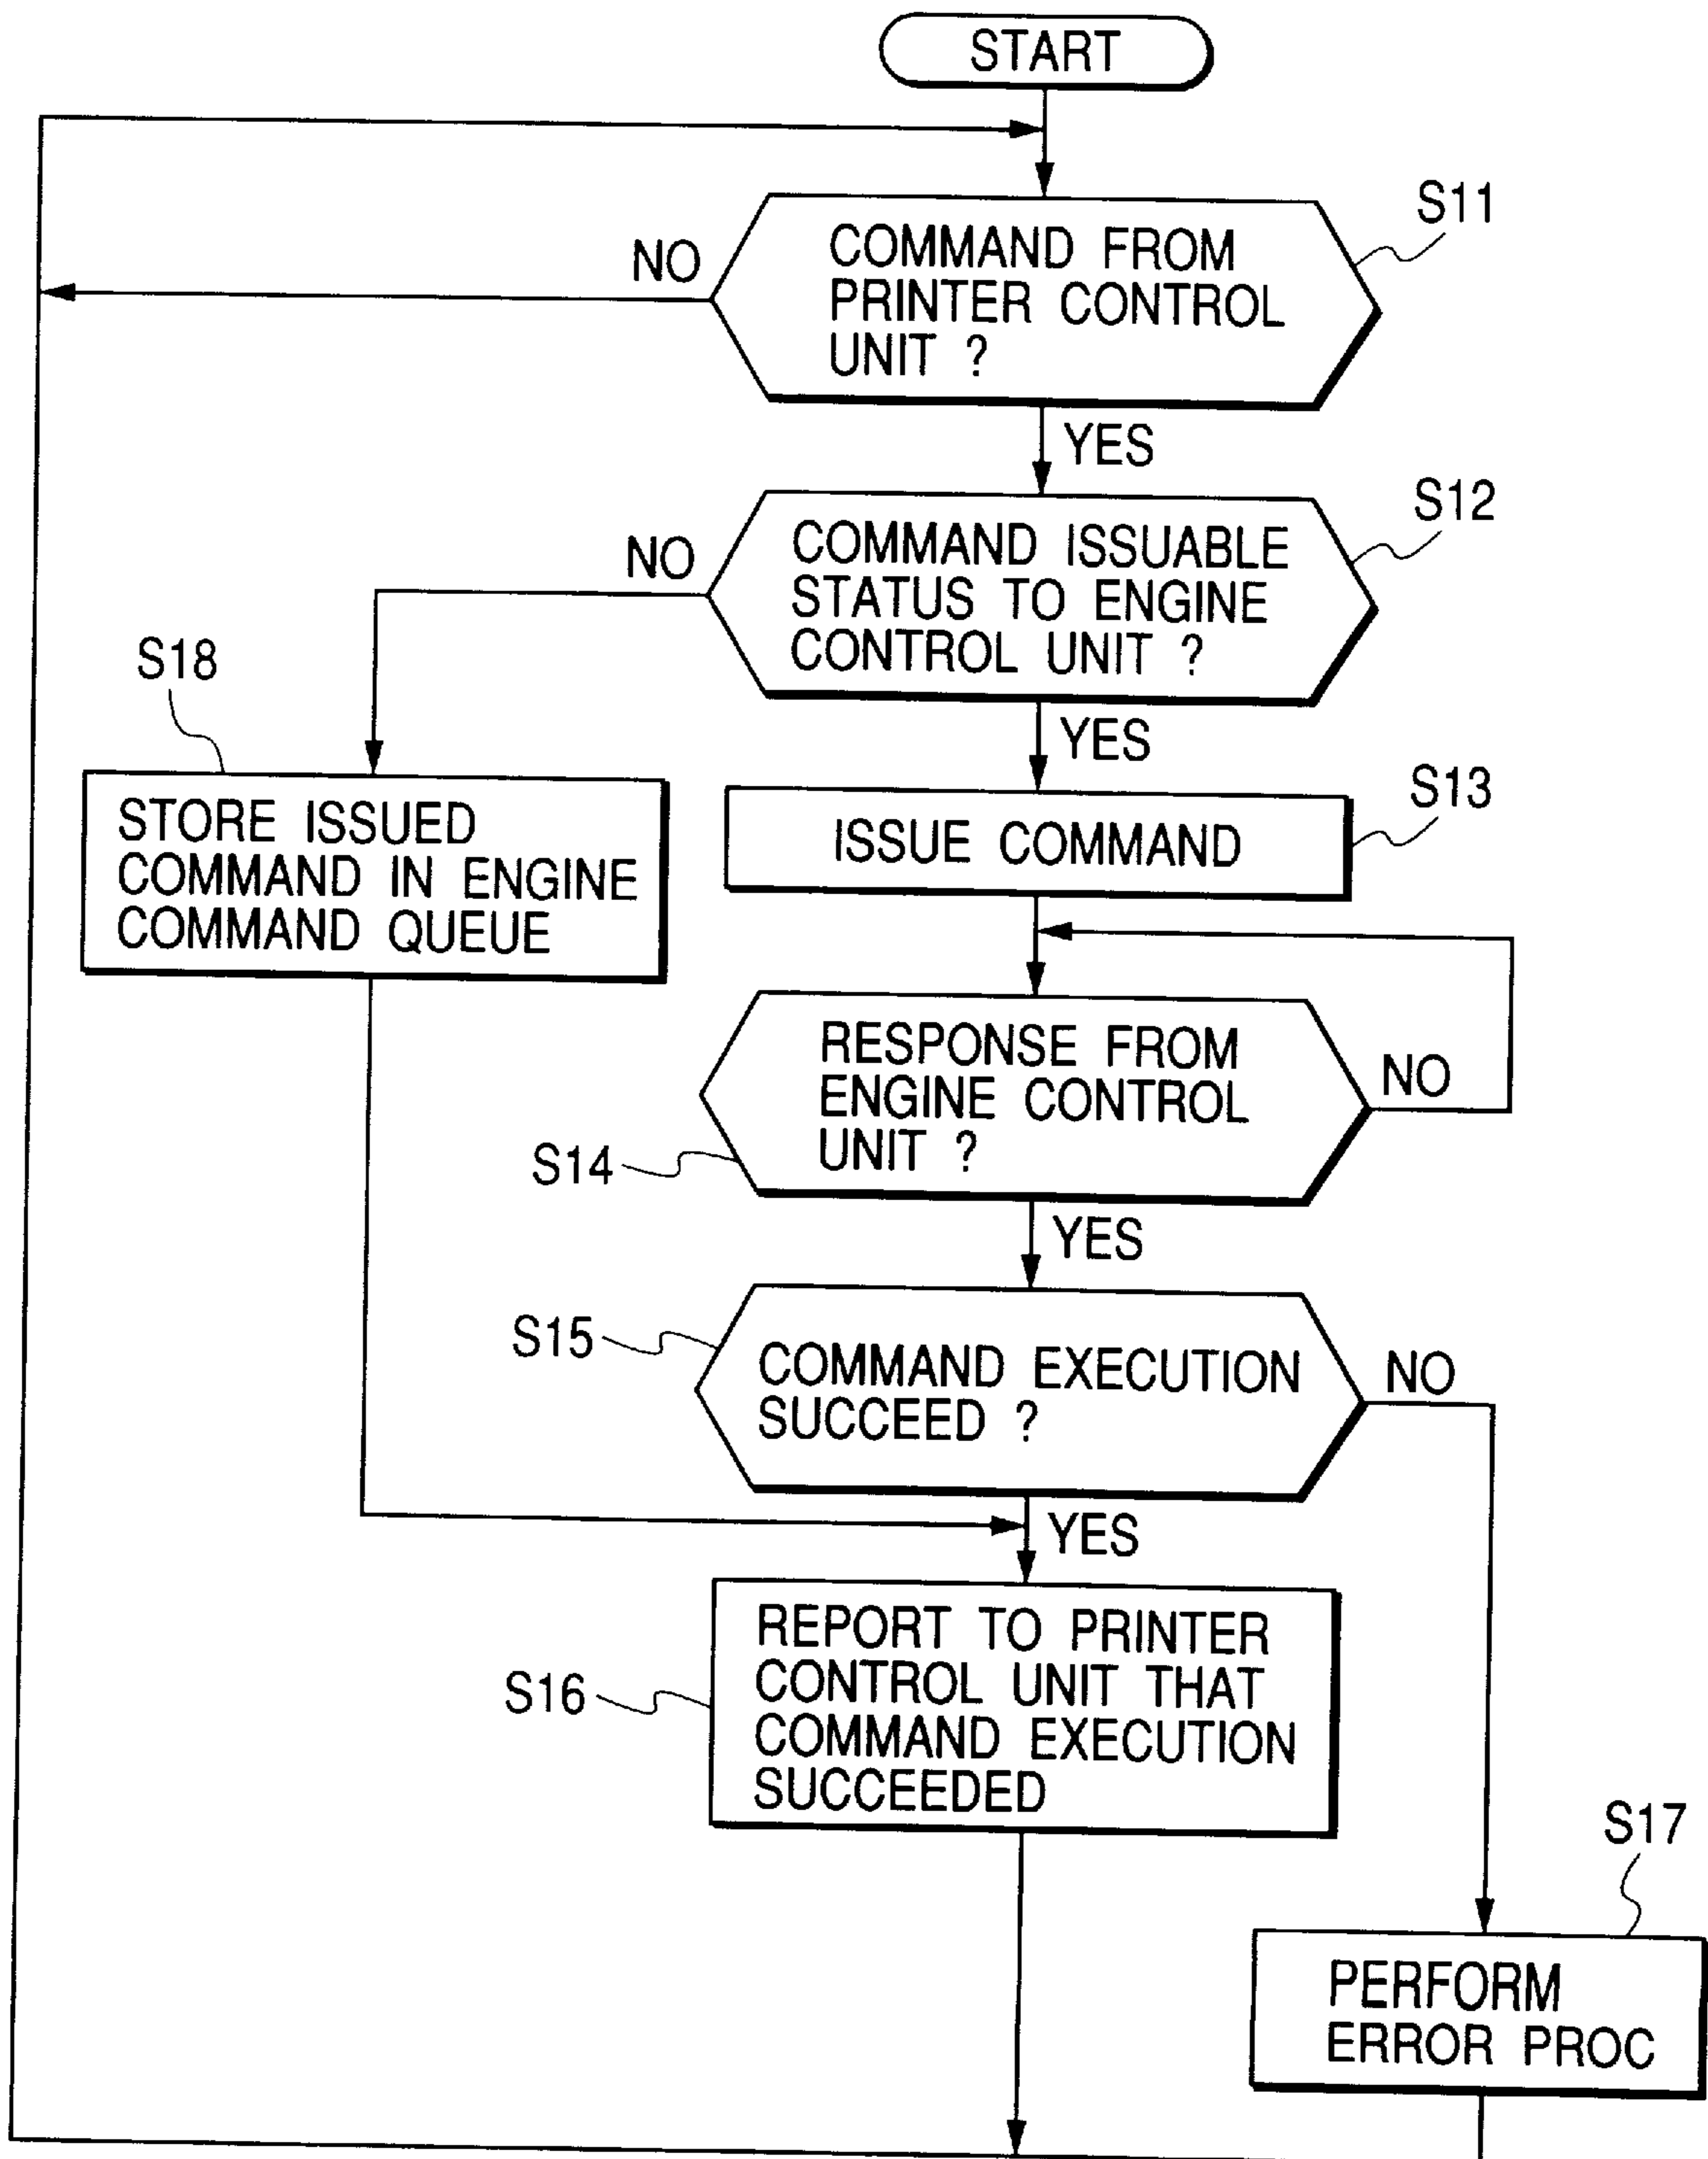 START
S11
NO
COMMAND FROM
PRINTER CONTROL
UNIT ?
YES
S12
NO
COMMAND ISSUABLE
STATUS TO ENGINE
CONTROL UNIT ?
S18
YES
S13
STORE ISSUED
COMMAND IN ENGINE
COMMAND QUEUE
ISSUE COMMAND
RESPONSE FROM
ENGINE CONTROL
UNIT ?
NO
S14
YES
S15
COMMAND EXECUTION
SUCCEED ?
NO
YES
REPORT TO PRINTER
CONTROL UNIT THAT
COMMAND EXECUTION
SUCCEEDED
S16
S17
PERFORM
ERROR PROC